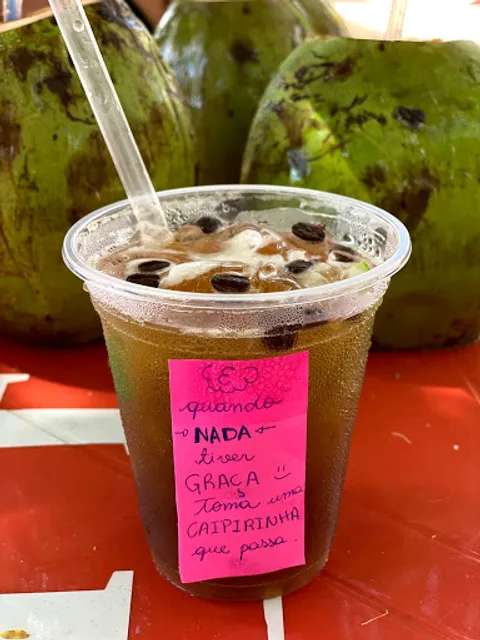 quando
NADA
tiver
GRAÇA
Toma uma
CAIPIRINHA
que passa.